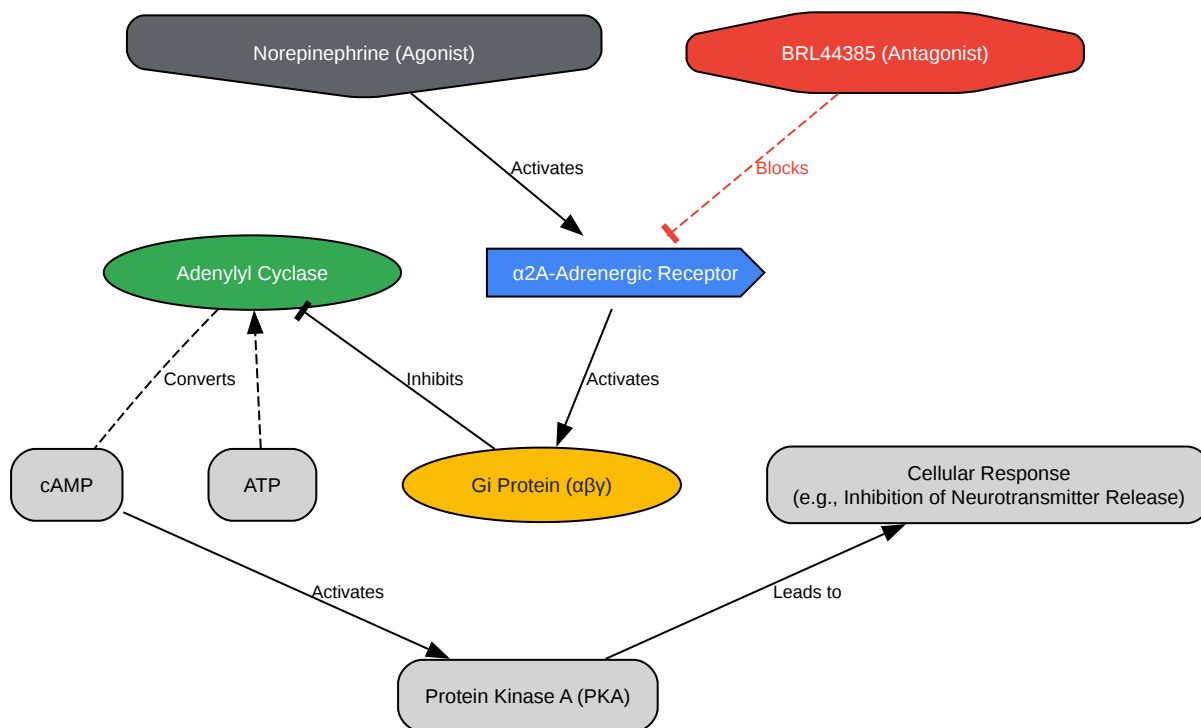 Norepinephrine (Agonist)
BRL44385 (Antagonist)
Activates
Blocks
Adenylyl Cyclase
α2A-Adrenergic Receptor
Converts
Inhibits
Activates
cAMP
ATP
Gi Protein (αβγ)
Cellular Response
(e.g., Inhibition of Neurotransmitter Release)
Activates
Leads to
Protein Kinase A (PKA)